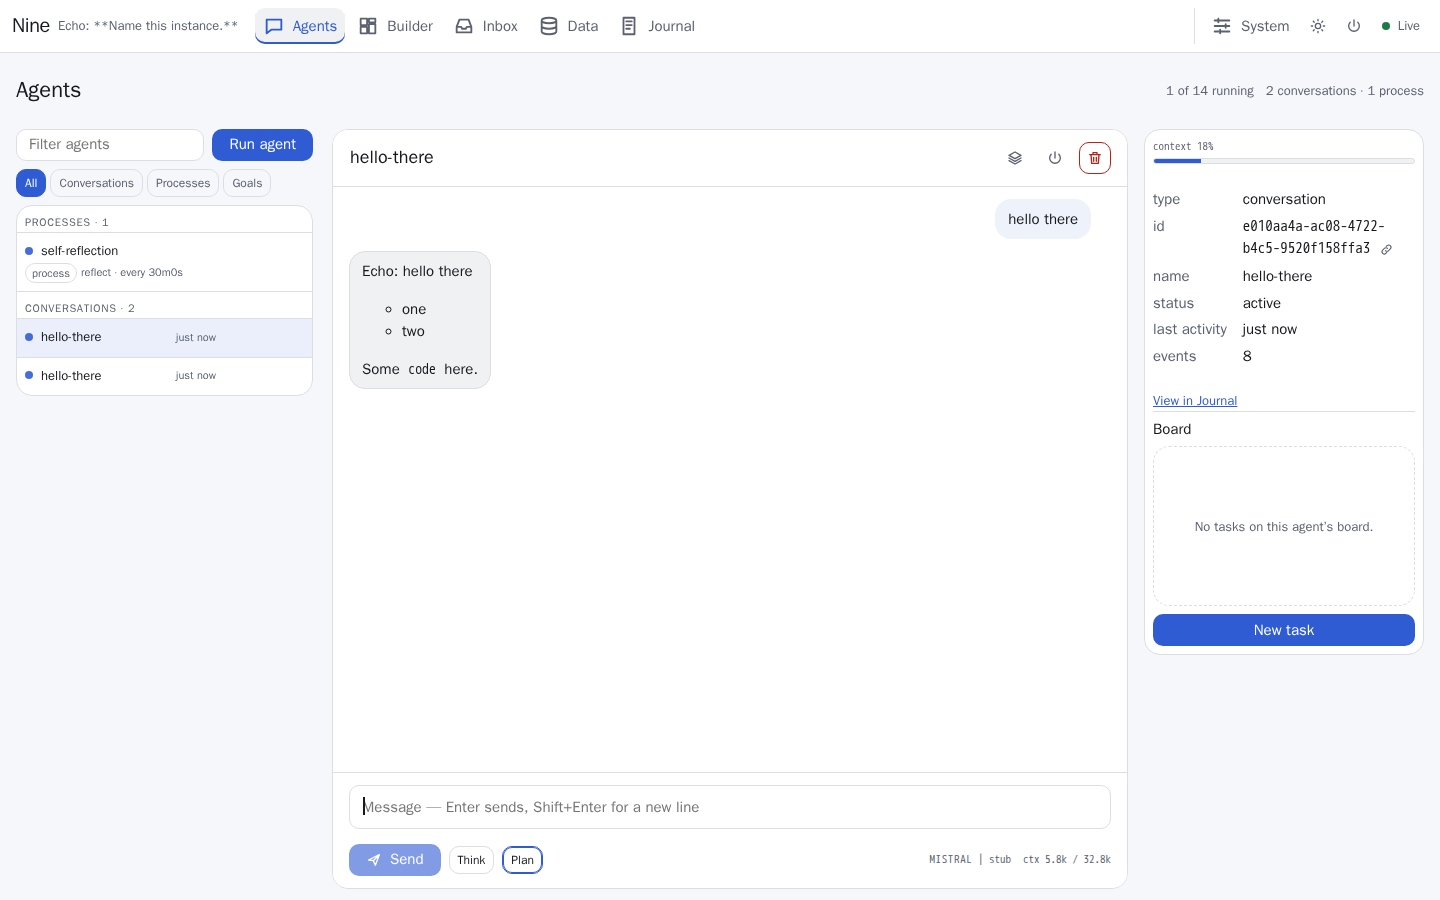 Nine Echo: **Name this instance.** Agents Builder Inbox Data Journal System Live
Agents
1 of 14 running 2 conversations · 1 process
Filter agents Run agent
All Conversations Processes Goals
PROCESSES · 1
self-reflection
process reflect · every 30m0s
CONVERSATIONS · 2
hello-there just now
hello-there just now
hello-there
hello there
Echo: hello there
one
two
Some code here.
Message — Enter sends, Shift+Enter for a new line
Send Think Plan MISTRAL | stub ctx 5.8k / 32.8k
context 18%
type conversation
id e010aa4a-ac08-4722-
b4c5-9520f158ffa3
name hello-there
status active
last activity just now
events 8
View in Journal
Board
No tasks on this agent's board.
New task